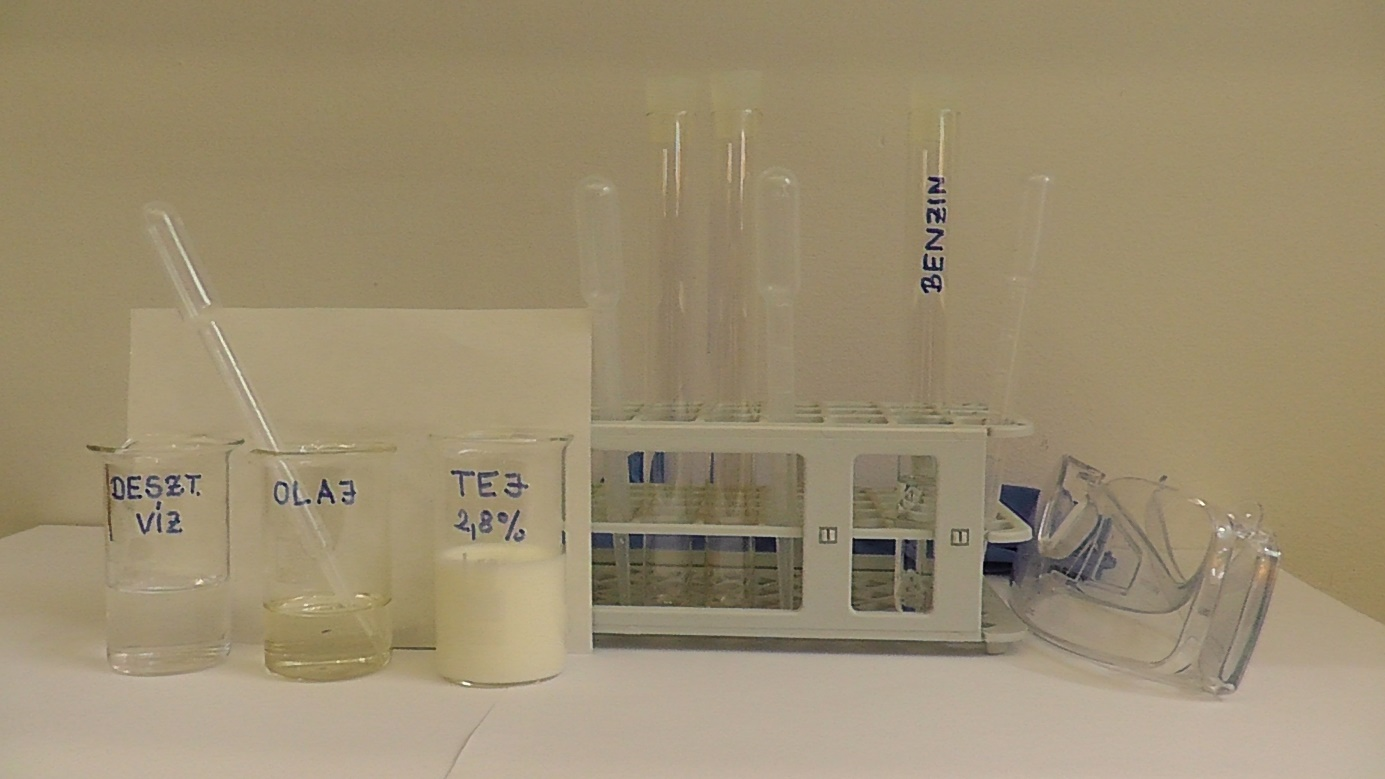 DESZT.
VÍZ
OLAJ
TEJ
2,8%
BENZIN